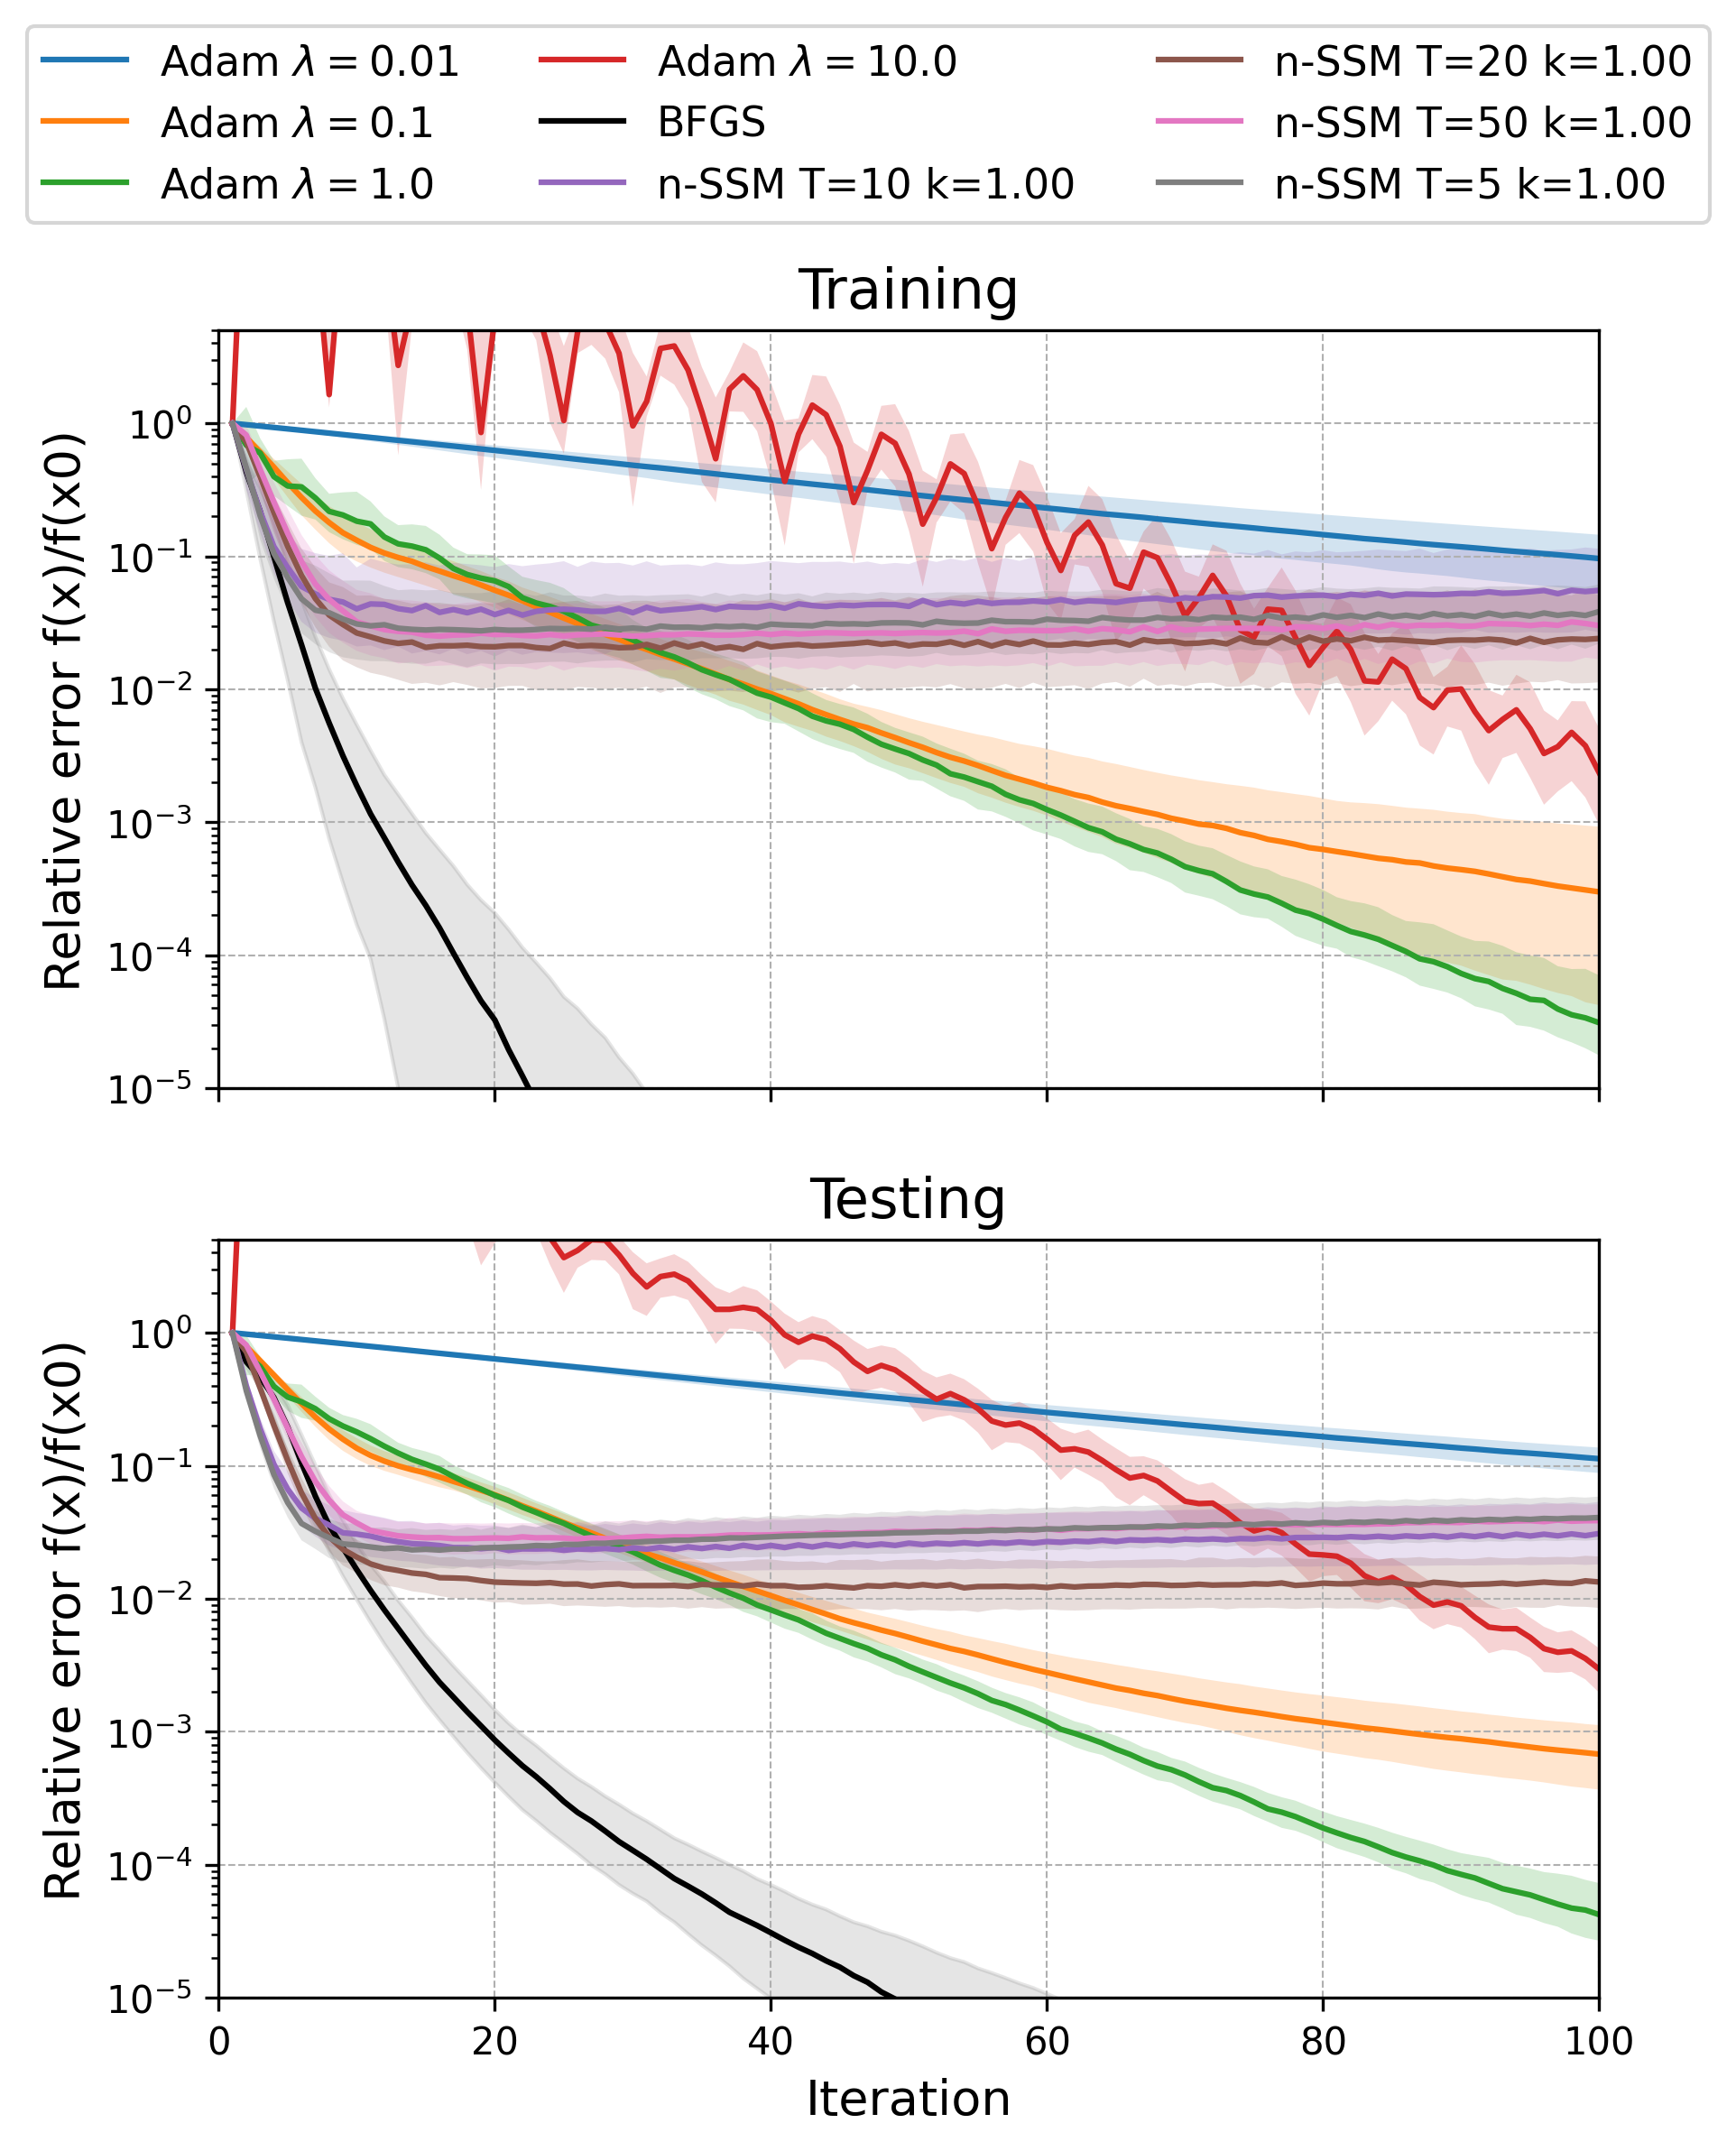 Adam λ = 0.01
Adam λ = 0.1
Adam λ = 1.0
Adam λ = 10.0
BFGS
n-SSM T=10 k=1.00
n-SSM T=20 k=1.00
n-SSM T=50 k=1.00
n-SSM T=5 k=1.00
Training
Relative error f(x)/f(x0)
10⁰
10⁻¹
10⁻²
10⁻³
10⁻⁴
10⁻⁵
Testing
Relative error f(x)/f(x0)
10⁰
10⁻¹
10⁻²
10⁻³
10⁻⁴
10⁻⁵
0 20 40 60 80 100
Iteration